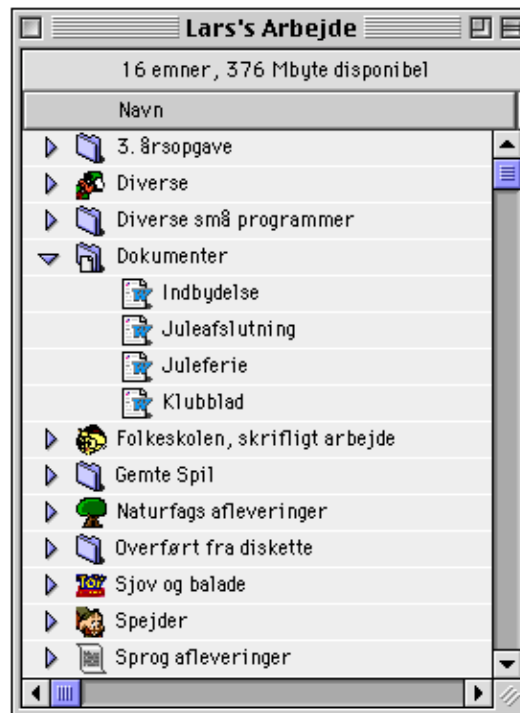 Lars's Arbejde
16 emner, 376 Mbyte disponibel
Navn
3. årsopgave
Diverse
Diverse små programmer
Dokumenter
Indbydelse
Juleafslutning
Juleferie
Klubblad
Folkeskolen, skrifligt arbejde
Gemte Spil
Naturfags afleveringer
Overført fra diskette
TOY
Sjov og balade
Spejder
Sprog afleveringer